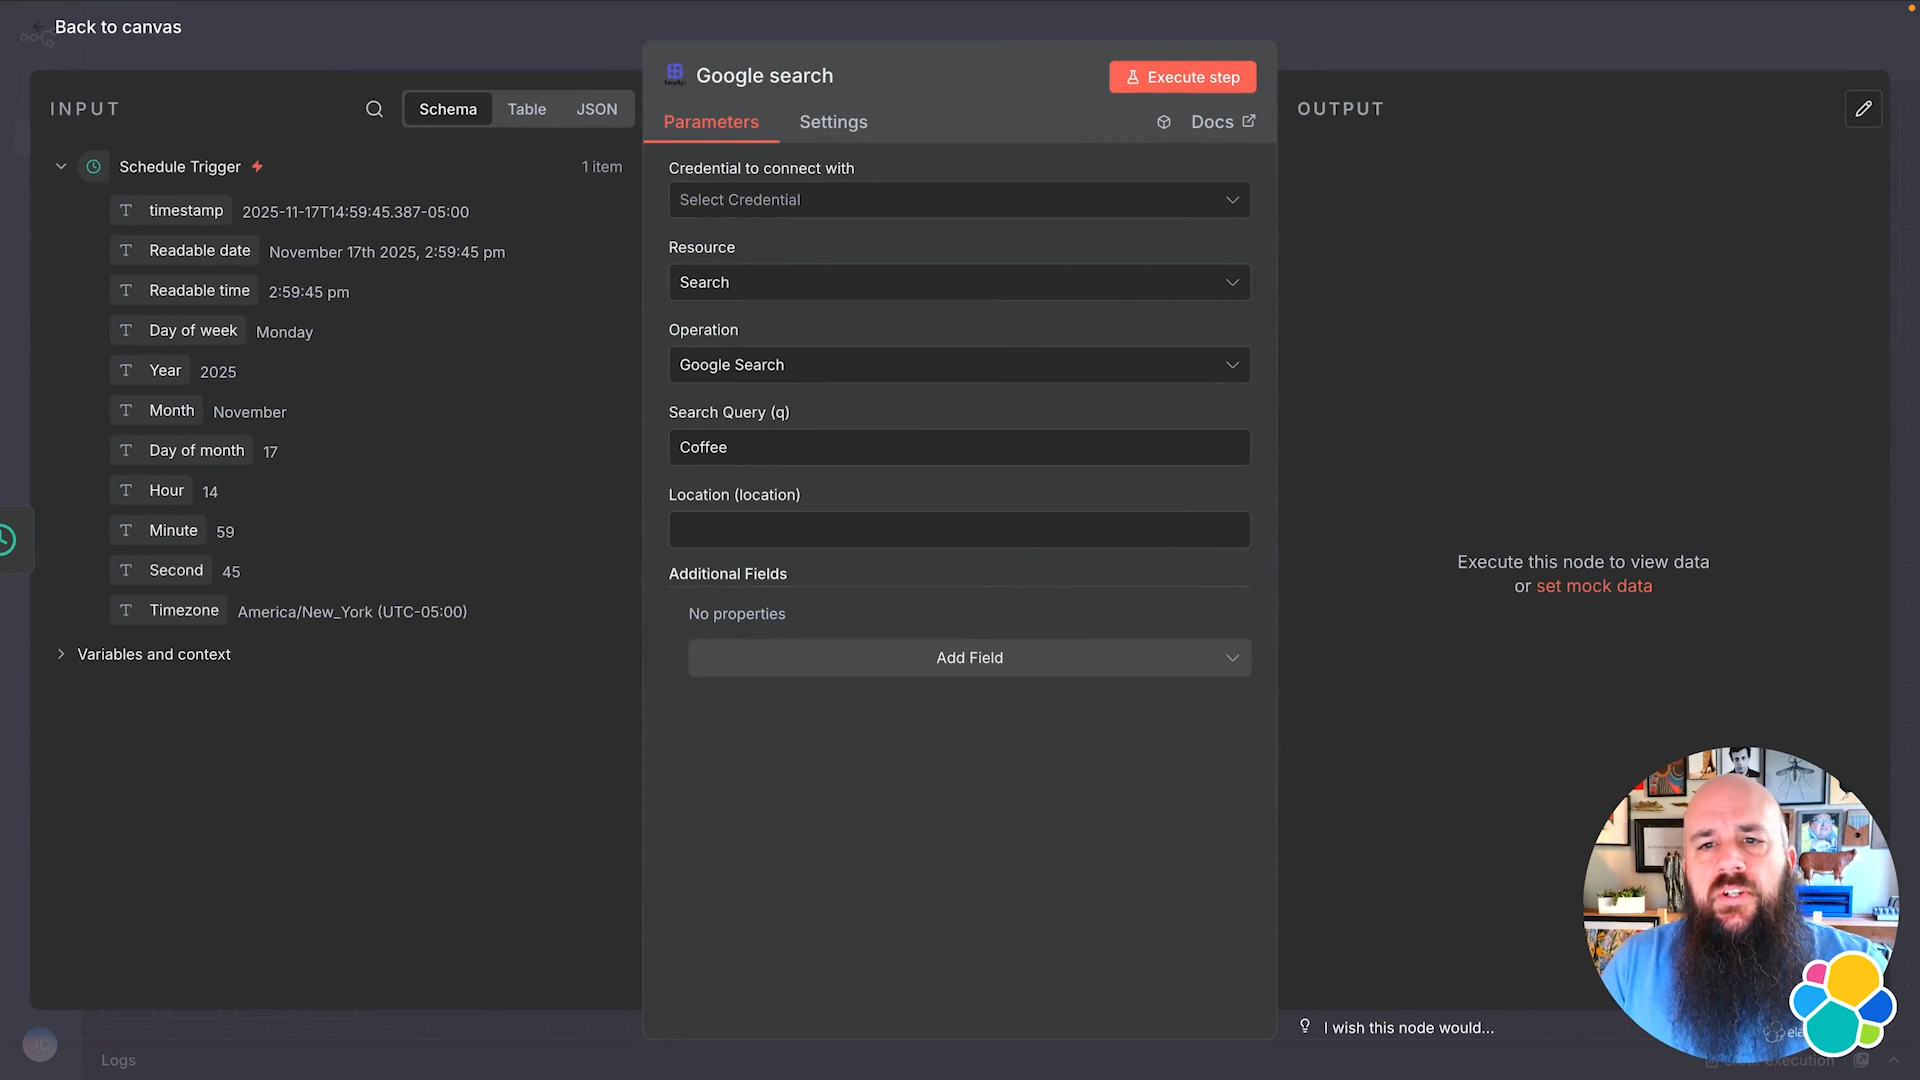 Back to canvas
INPUT
Schema
Table
JSON
Schedule Trigger
1 item
timestamp 2025-11-17T14:59:45.387-05:00
Readable date November 17th 2025, 2:59:45 pm
Readable time 2:59:45 pm
Day of week Monday
Year 2025
Month November
Day of month 17
Hour 14
Minute 59
Second 45
Timezone America/New_York (UTC-05:00)
Variables and context
Google search
Execute step
Parameters
Settings
Docs
Credential to connect with
Select Credential
Resource
Search
Operation
Google Search
Search Query (q)
Coffee
Location (location)
Additional Fields
No properties
Add Field
OUTPUT
Execute this node to view data
or set mock data
I wish this node would...
JC
Logs
execution